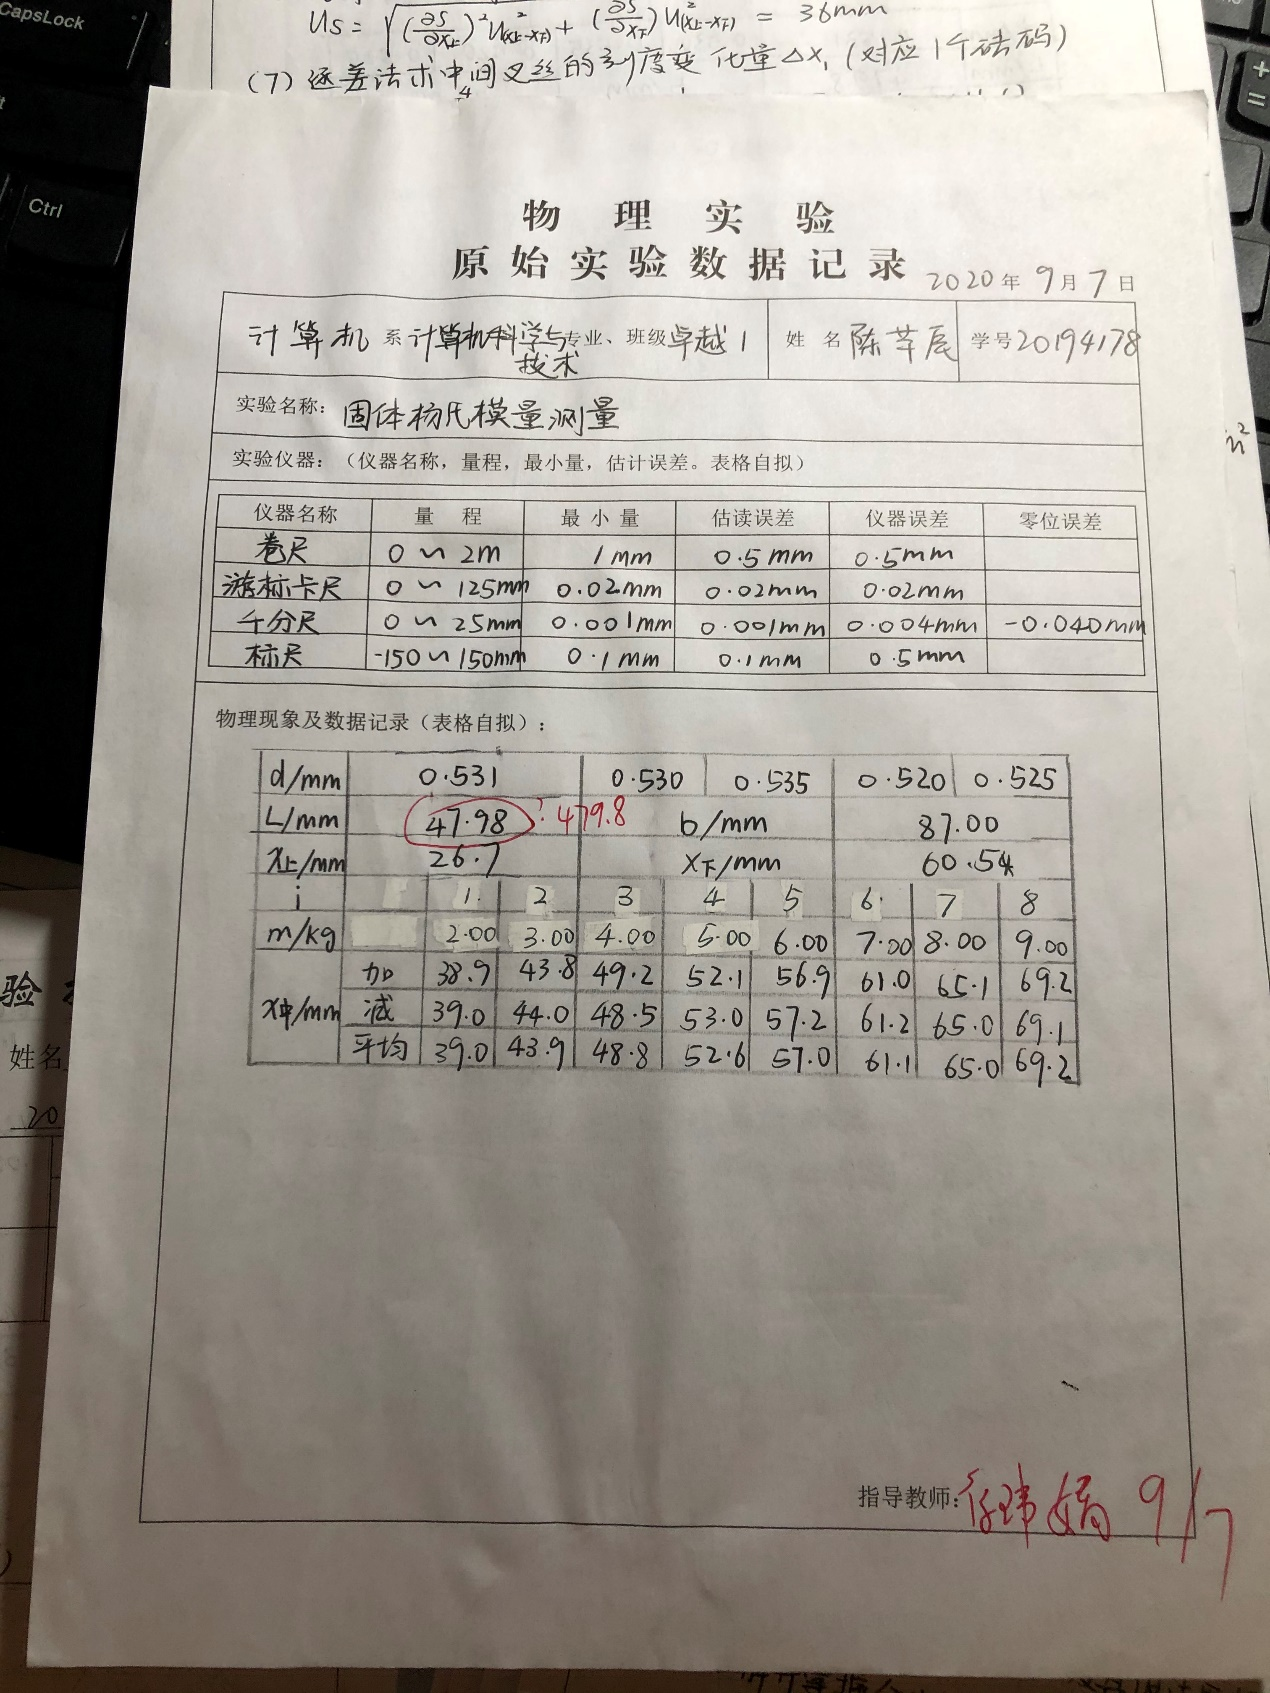 CapsLock
Ctrl
U_S = √((∂S/∂x上)²U²(x上-x下) + (∂S/∂x下)U²(x上-x下)) = 36mm
(7) 逐差法求中间叉丝的刻度变化量Δx, (对应1个砝码)
4
物理实验
原始实验数据记录 2020年9月7日
计算机 系 计算机科学与技术 专业、班级 卓越1 姓名 陈苹辰 学号 20194178
实验名称: 固体杨氏模量测量
实验仪器:(仪器名称,量程,最小量,估计误差。表格自拟)
仪器名称 量程 最小量 估读误差 仪器误差 零位误差
卷尺 0~2m 1mm 0.5mm 0.5mm
游标卡尺 0~125mm 0.02mm 0.02mm 0.02mm
千分尺 0~25mm 0.001mm 0.001mm 0.004mm -0.040mm
标尺 -150~150mm 0.1mm 0.1mm 0.5mm
物理现象及数据记录(表格自拟):
d/mm 0.531 0.530 0.535 0.520 0.525
L/mm 47.98 ?479.8 b/mm 87.00
x上/mm 26.7 x下/mm 60.54
i 1 2 3 4 5 6 7 8
m/kg 2.00 3.00 4.00 5.00 6.00 7.00 8.00 9.00
x中/mm 加 38.9 43.8 49.2 52.1 56.9 61.0 65.1 69.2
减 39.0 44.0 48.5 53.0 57.2 61.2 65.0 69.1
平均 39.0 43.9 48.8 52.6 57.0 61.1 65.0 69.2
指导教师: 任玮娟 9/7
验
姓名
20